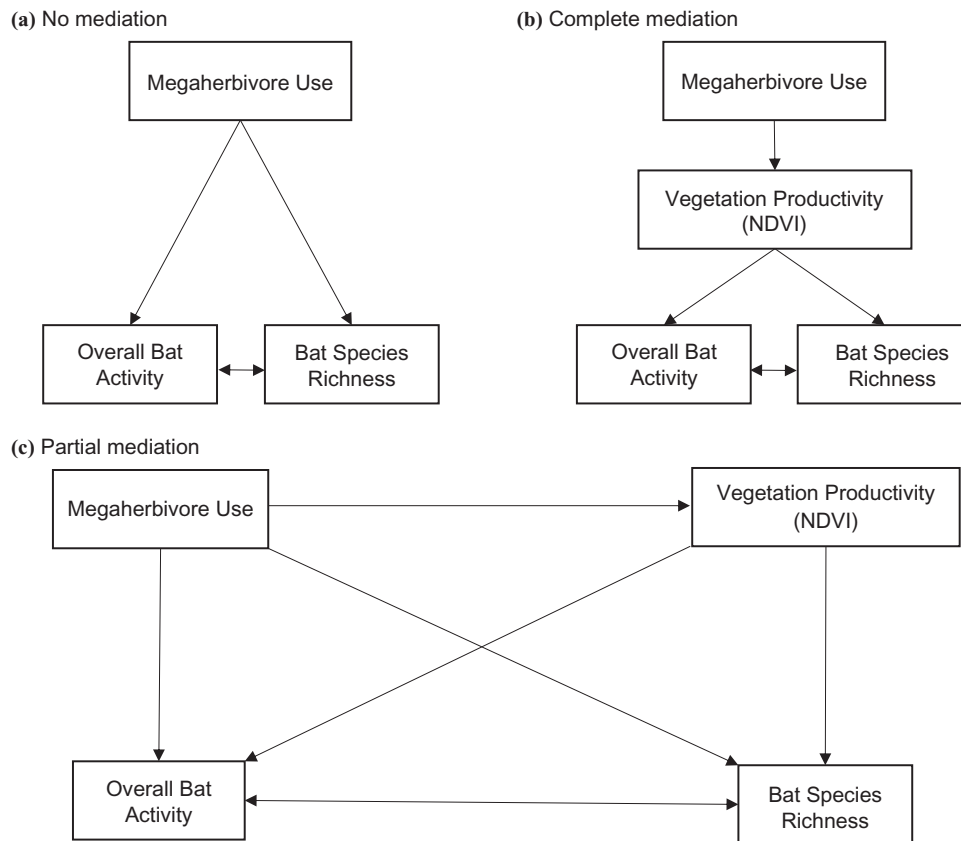 (a) No mediation
Megaherbivore Use
Overall Bat
Activity
Bat Species
Richness
(b) Complete mediation
Megaherbivore Use
Vegetation Productivity
(NDVI)
Overall Bat
Activity
Bat Species
Richness
(c) Partial mediation
Megaherbivore Use
Vegetation Productivity
(NDVI)
Overall Bat
Activity
Bat Species
Richness